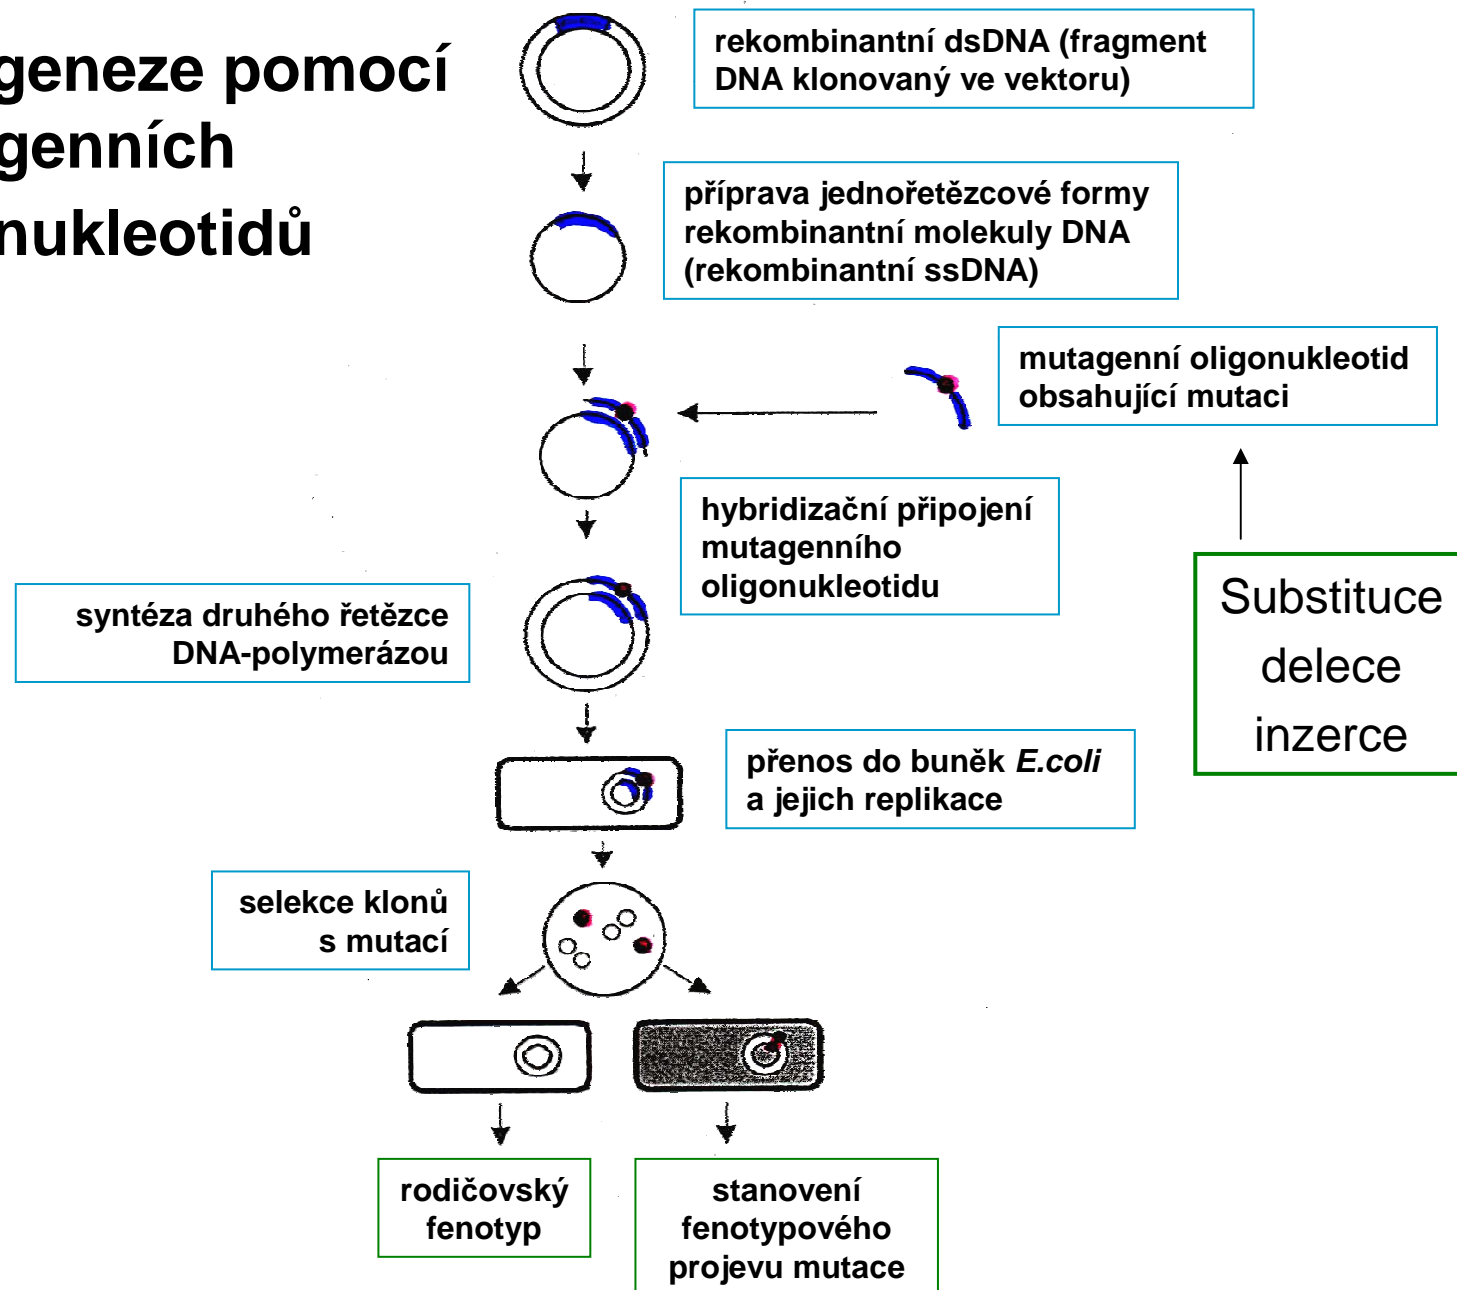 geneze pomocí
genních
nukleotidů
rekombinantní dsDNA (fragment
DNA klonovaný ve vektoru)
příprava jednořetězcové formy
rekombinantní molekuly DNA
(rekombinantní ssDNA)
mutagenní oligonukleotid
obsahující mutaci
hybridizační připojení
mutagenního
oligonukleotidu
Substituce
delece
inzerce
syntéza druhého řetězce
DNA-polymerázou
přenos do buněk E.coli
a jejich replikace
selekce klonů
s mutací
rodičovský
fenotyp
stanovení
fenotypového
projevu mutace